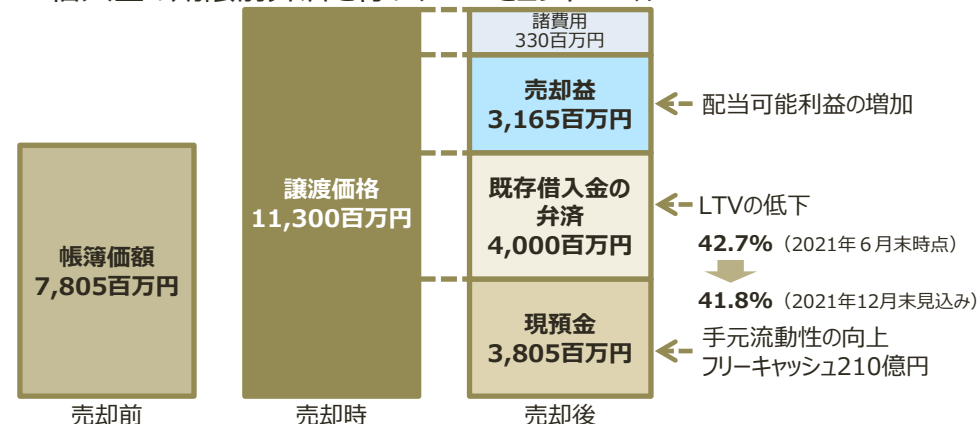 諸費用
330百万円
売却益
3,165百万円
配当可能利益の増加
譲渡価格
11,300百万円
既存借入金の
弁済
4,000百万円
LTVの低下
42.7%（2021年６月末時点）
41.8%（2021年12月末見込み）
帳簿価額
7,805百万円
現預金
3,805百万円
手元流動性の向上
フリーキャッシュ210億円
売却前
売却時
売却後